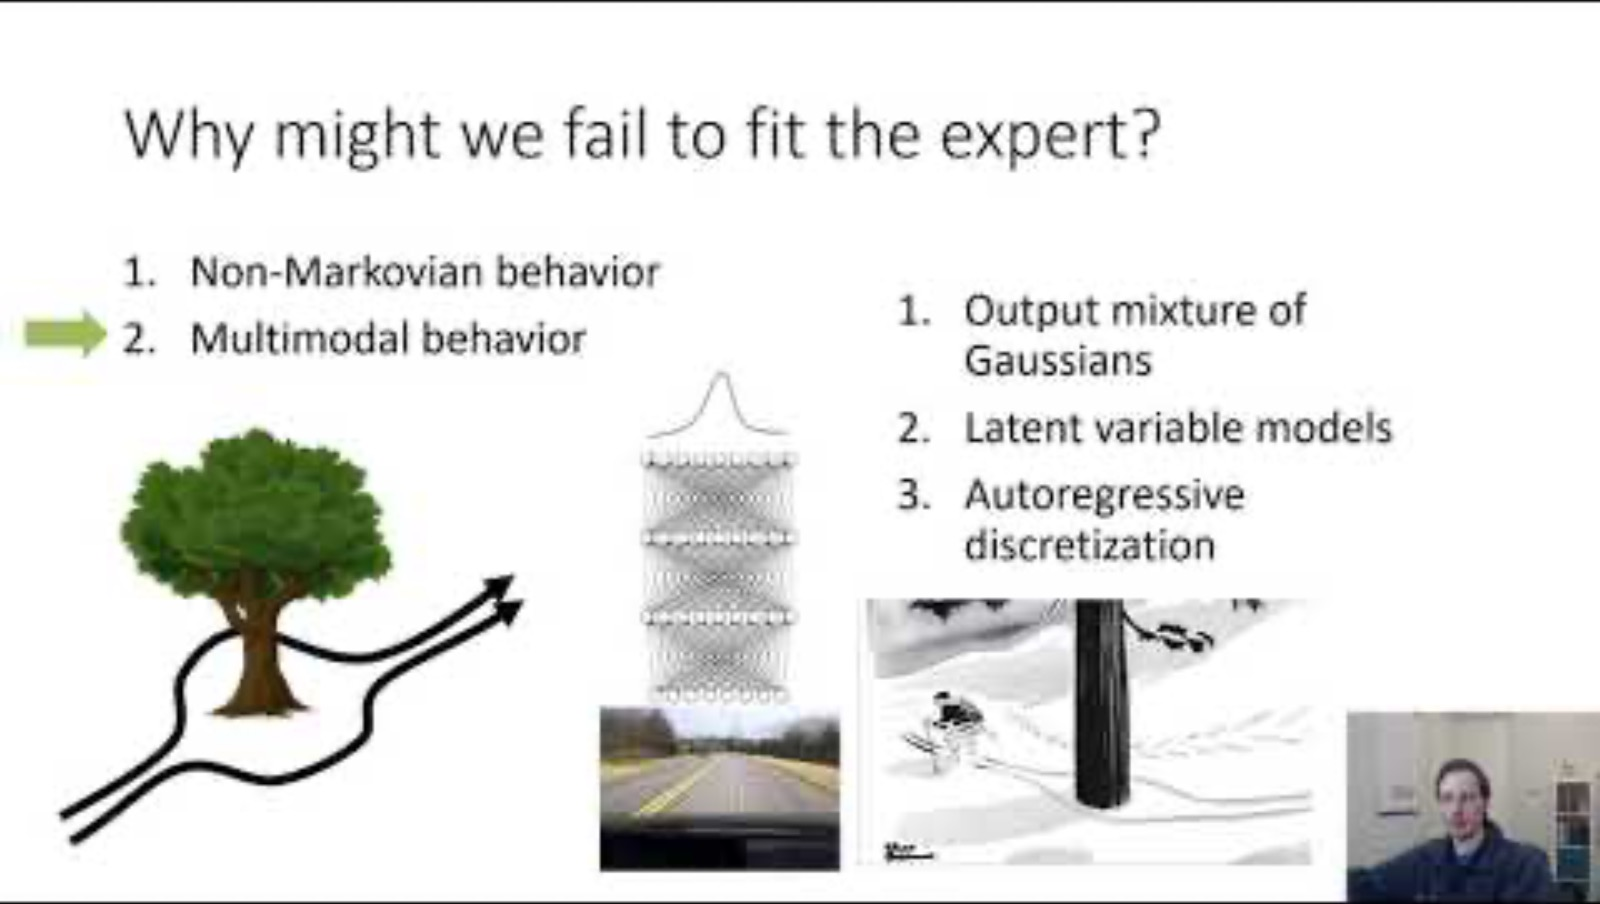 Why might we fail to fit the expert?
1. Non-Markovian behavior
2. Multimodal behavior
1. Output mixture of
Gaussians
2. Latent variable models
3. Autoregressive
discretization